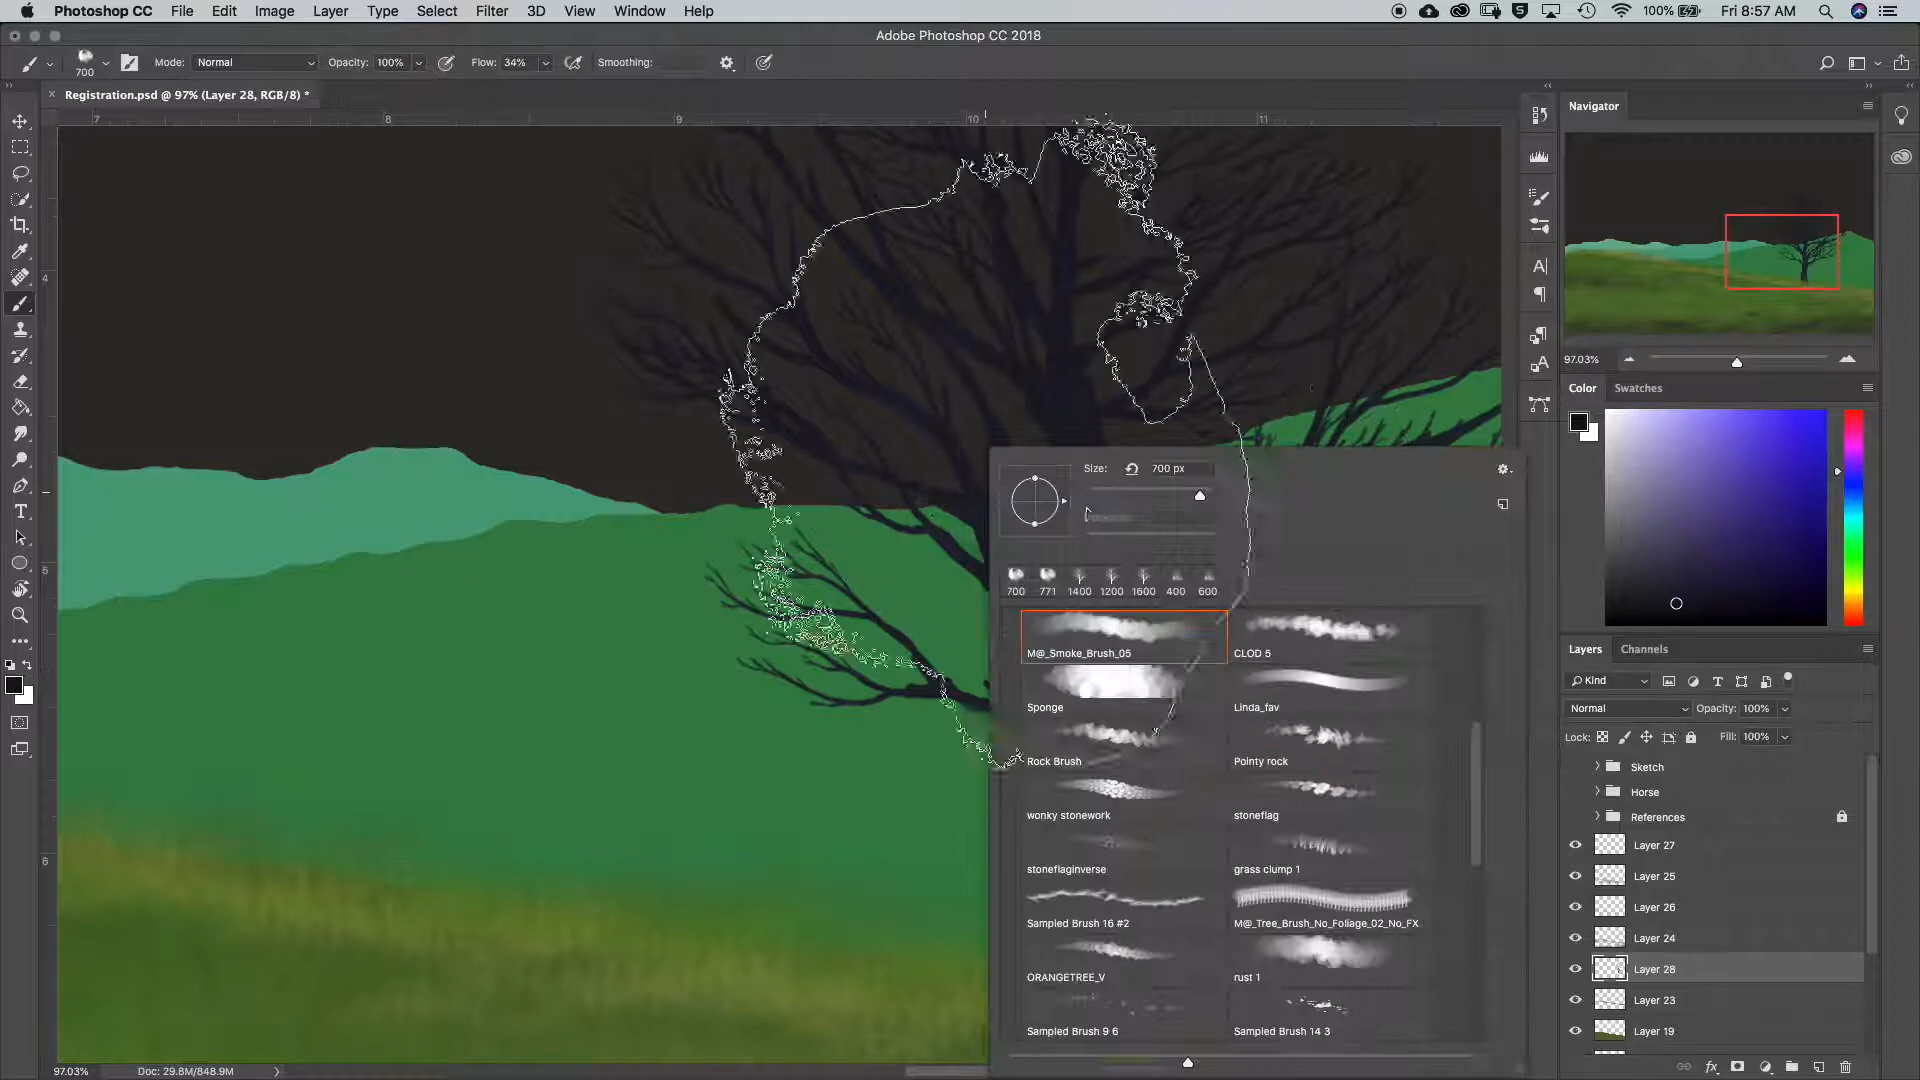 Photoshop CC File Edit Image Layer Type Select Filter 3D View Window Help 100% Fri 8:57 AM
Adobe Photoshop CC 2018
700 Mode: Normal Opacity: 100% Flow: 34% Smoothing:
Registration.psd @ 97% (Layer 28, RGB/8) *
7 8 9 10 11
4
5
6
Size: 700 px
700 771 1400 1200 1600 400 600
M@_Smoke_Brush_05 CLOD 5
Sponge Linda_fav
Rock Brush Pointy rock
wonky stonework stoneflag
stoneflaginverse grass clump 1
Sampled Brush 16 #2 M@_Tree_Brush_No_Foliage_02_No_FX
ORANGETREE_V rust 1
Sampled Brush 9 6 Sampled Brush 14 3
97.03% Doc: 29.8M/848.9M
Navigator
97.03%
Color Swatches
Layers Channels
Kind
Normal Opacity: 100%
Lock: Fill: 100%
Sketch
Horse
References
Layer 27
Layer 25
Layer 26
Layer 24
Layer 28
Layer 23
Layer 19